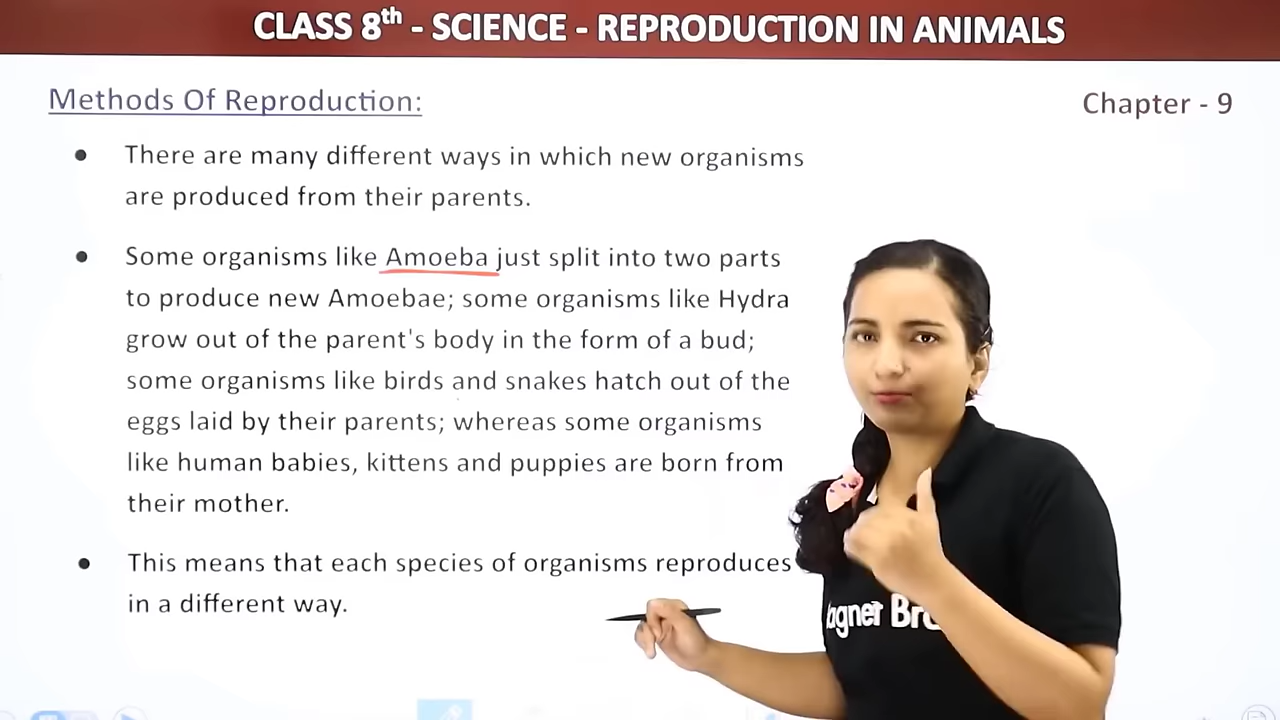 CLASS 8th - SCIENCE - REPRODUCTION IN ANIMALS
Methods Of Reproduction:
Chapter - 9
● There are many different ways in which new organisms
are produced from their parents.
● Some organisms like Amoeba just split into two parts
to produce new Amoebae; some organisms like Hydra
grow out of the parent's body in the form of a bud;
some organisms like birds and snakes hatch out of the
eggs laid by their parents; whereas some organisms
like human babies, kittens and puppies are born from
their mother.
● This means that each species of organisms reproduces
in a different way.